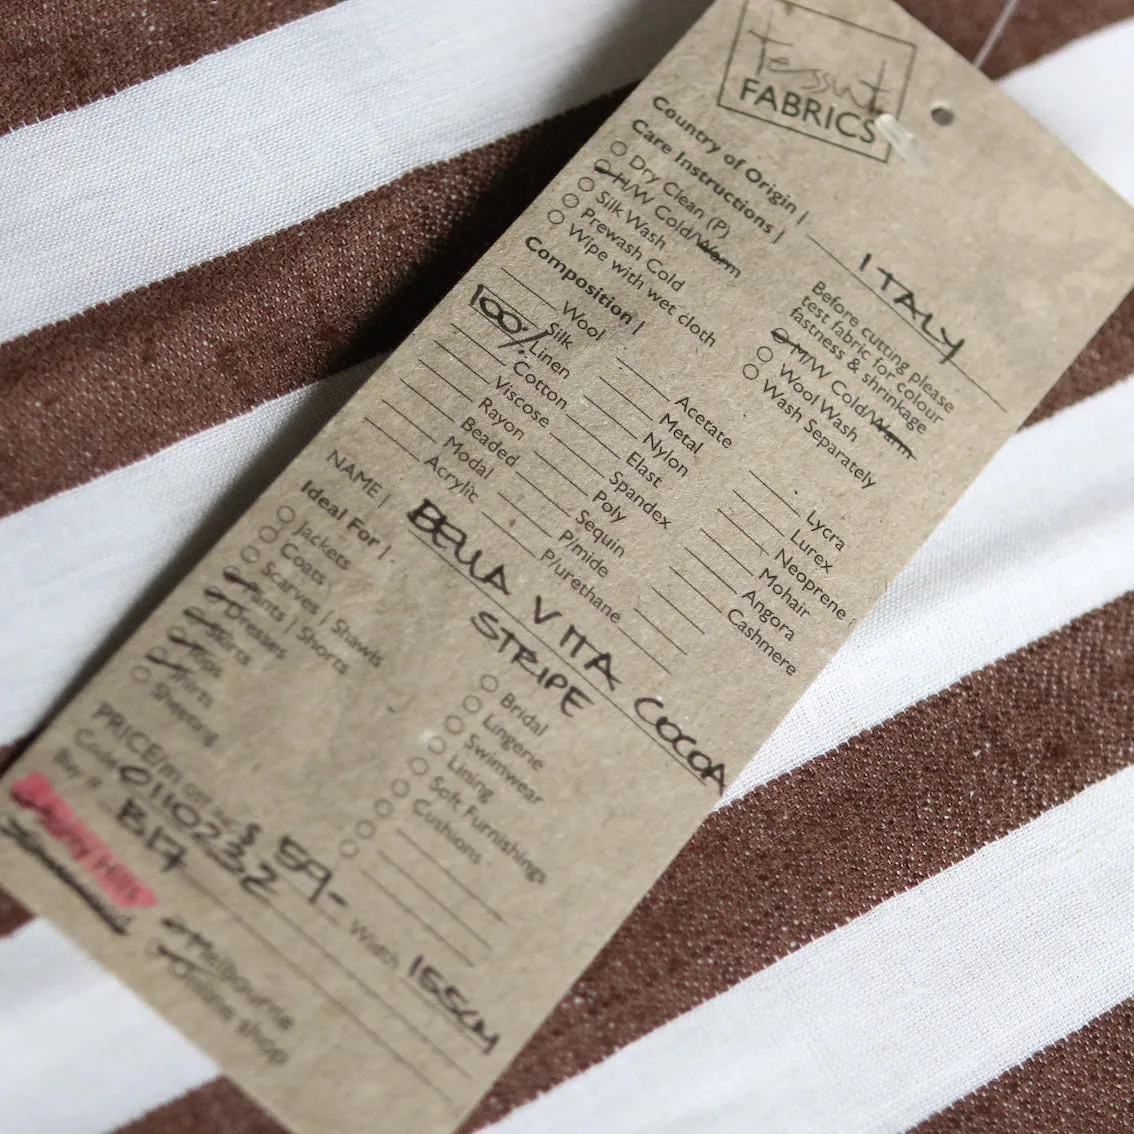 tessuti
FABRICS
Country of Origin | ITALY
Care Instructions |
Dry Clean (P)
H/W Cold/Warm
Silk Wash
Prewash Cold
Wipe with wet cloth
Before cutting please
test fabric for colour
fastness & shrinkage
M/W Cold/Warm
Wool Wash
Wash Separately
Composition |
Wool
Silk
100% Linen
Cotton
Viscose
Rayon
Beaded
Modal
Acrylic
Acetate
Metal
Nylon
Elast
Spandex
Poly
Sequin
P/mide
P/urethane
Lycra
Lurex
Neoprene
Mohair
Angora
Cashmere
NAME | BELLA VITA COCOA
STRIPE
Ideal For |
Jackets
Coats
Scarves | Shawls
Pants | Shorts
Dresses
Skirts
Tops
Shirts
Shirting
Bridal
Lingerie
Swimwear
Lining
Soft Furnishings
Cushions
PRICE/m GST inc $ 59- Width 155cm
Code 0110232
Bay # B.17
Surry Hills
Melbourne
Online shop